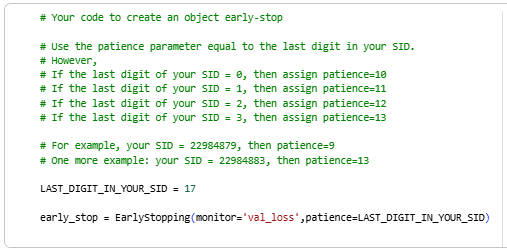 # Your code to create an object early-stop
# Use the patience parameter equal to the last digit in your SID.
# However,
# If the last digit of your SID = 0, then assign patience=10
# If the last digit of your SID = 1, then assign patience=11
# If the last digit of your SID = 2, then assign patience=12
# If the last digit of your SID = 3, then assign patience=13
# For example, your SID = 22984879, then patience=9
# One more example: your SID = 22984883, then patience=13
LAST_DIGIT_IN_YOUR_SID = 17
early_stop = EarlyStopping(monitor='val_loss',patience=LAST_DIGIT_IN_YOUR_SID)